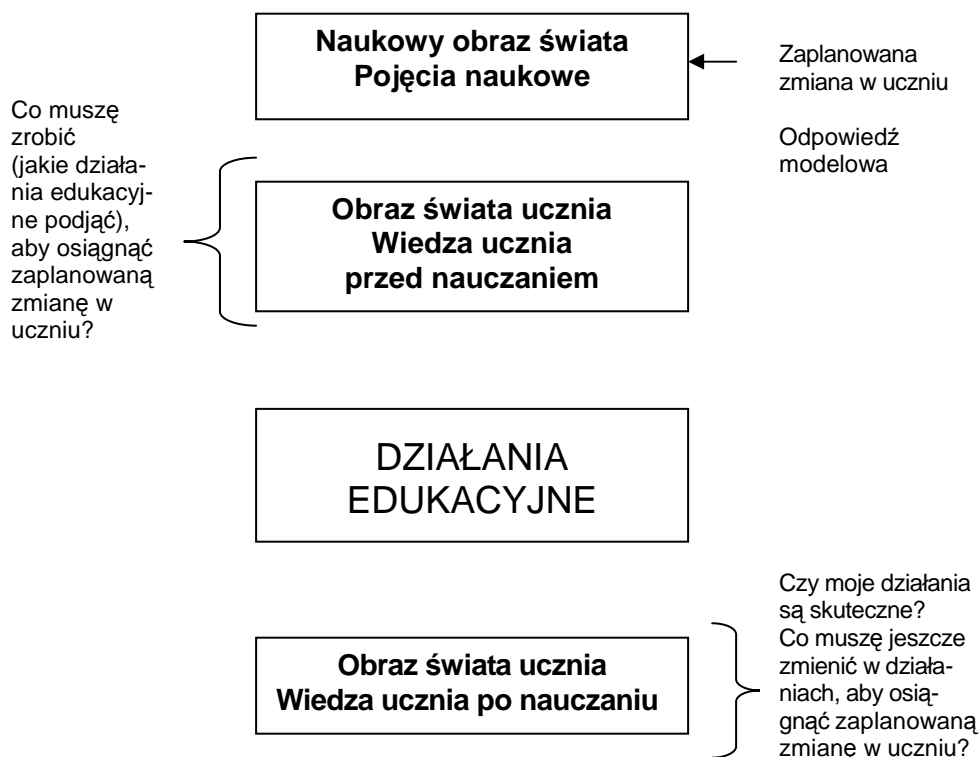 Naukowy obraz świata
Pojęcia naukowe
Zaplanowana
zmiana w uczniu
Odpowiedź
modelowa
Co muszę
zrobić
(jakie działa-
nia edukacyj-
ne podjąć),
aby osiągnąć
zaplanowaną
zmianę w
uczniu?
Obraz świata ucznia
Wiedza ucznia
przed nauczaniem
DZIAŁANIA
EDUKACYJNE
Obraz świata ucznia
Wiedza ucznia po nauczaniu
Czy moje działania
są skuteczne?
Co muszę jeszcze
zmienić w działa-
niach, aby osią-
gnąć zaplanowaną
zmianę w uczniu?